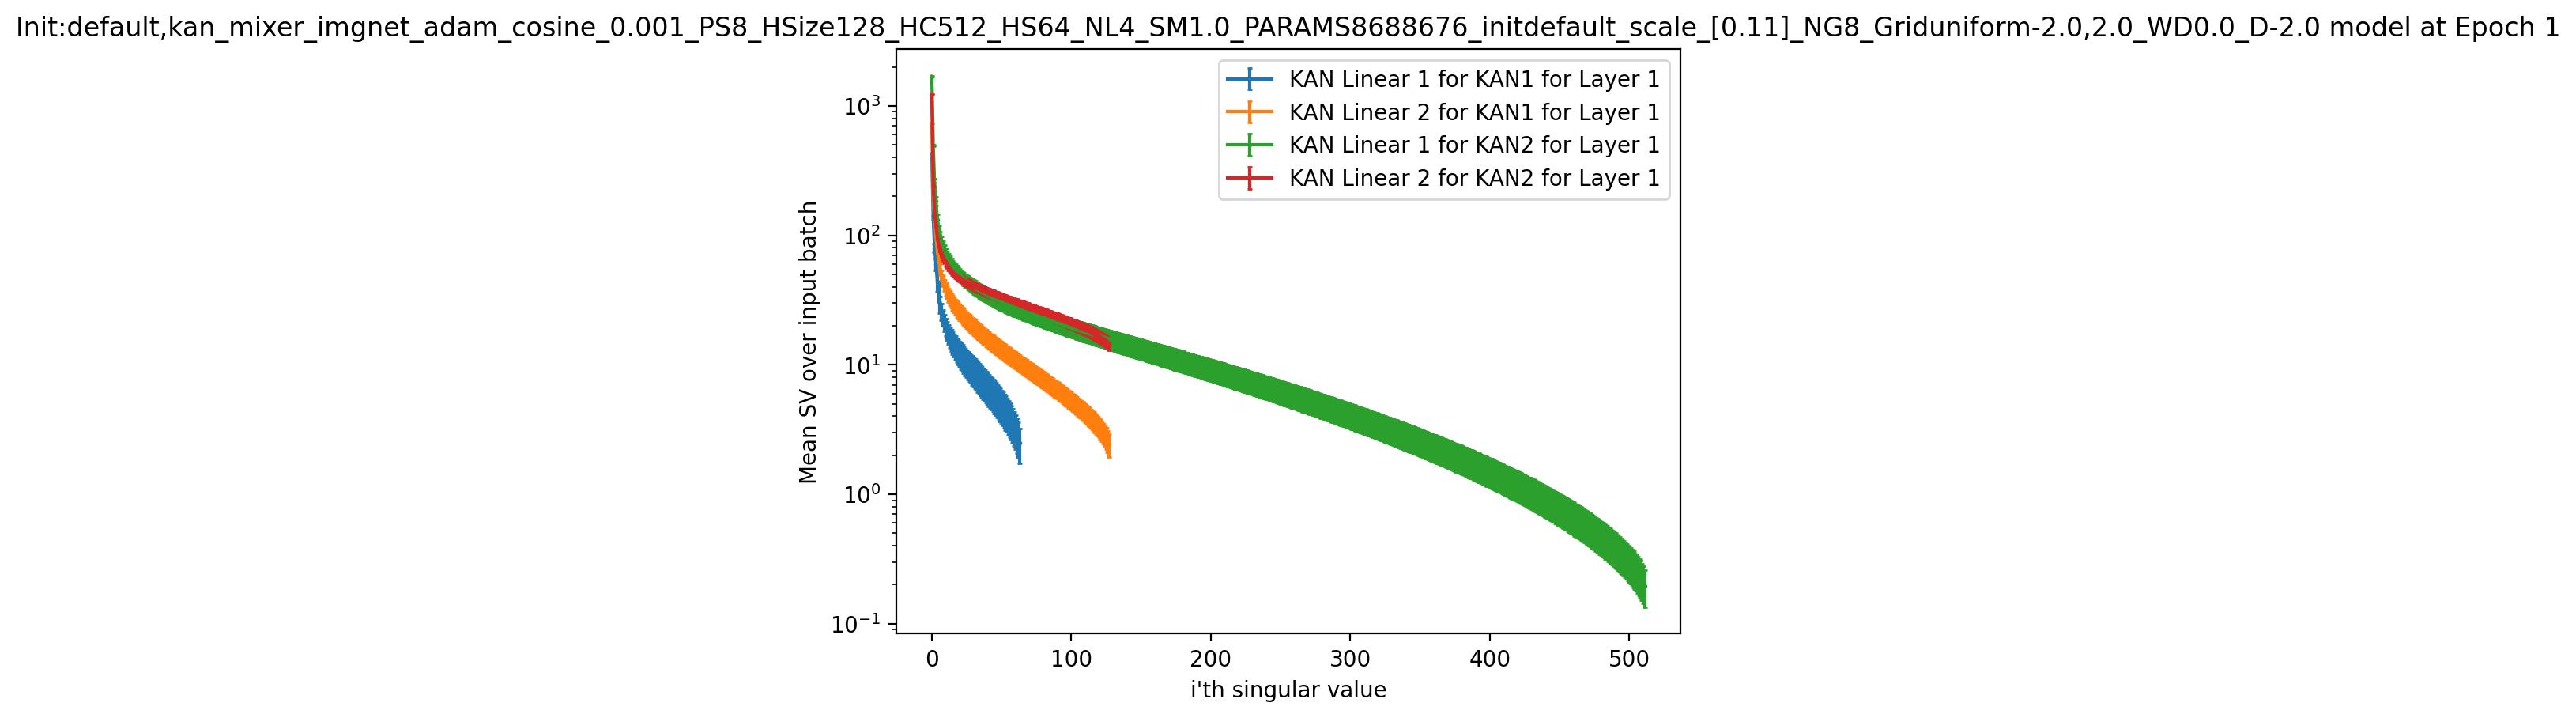 Init:default,kan_mixer_imgnet_adam_cosine_0.001_PS8_HSize128_HC512_HS64_NL4_SM1.0_PARAMS8688676_initdefault_scale_[0.11]_NG8_Griduniform-2.0,2.0_WD0.0_D-2.0 model at Epoch 1
KAN Linear 1 for KAN1 for Layer 1
KAN Linear 2 for KAN1 for Layer 1
KAN Linear 1 for KAN2 for Layer 1
KAN Linear 2 for KAN2 for Layer 1
Mean SV over input batch
10³
10²
10¹
10⁰
10⁻¹
0 100 200 300 400 500
i'th singular value